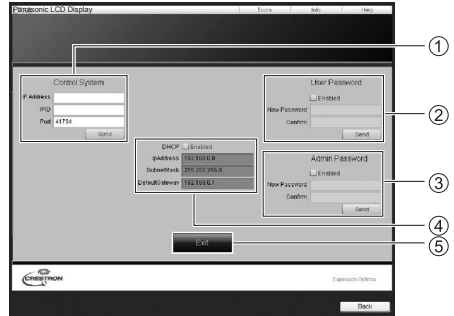 Panasonic LCD Display
Tools Info Help
①
Control System
IP Address
IPID
Port 41794
Send
User Password
Enabled
New Password
Confirm
Send
②
DHCP Enabled
IpAddress 192.168.0.8
SubnetMask 255.255.255.0
DefaultGateway 192.168.0.1
Admin Password
Enabled
New Password
Confirm
Send
③
④
Exit
⑤
CRESTRON
Expansion Options
Back